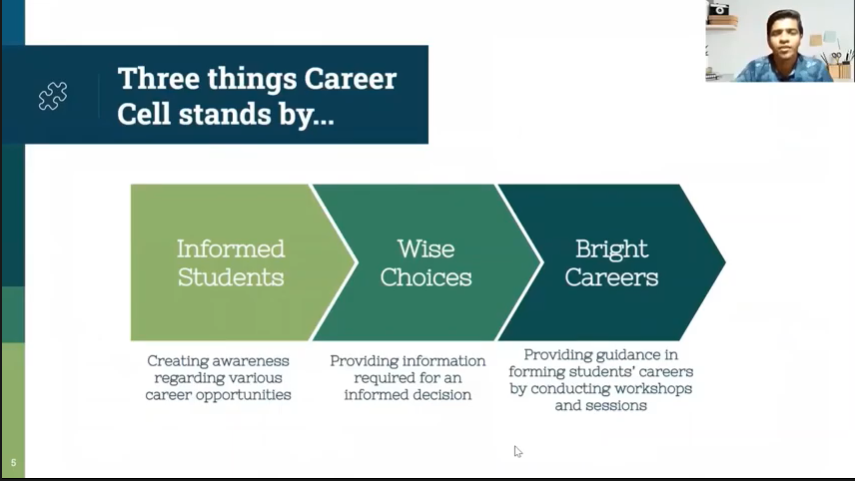 Three things Career
Cell stands by...
Informed
Students
Wise
Choices
Bright
Careers
Creating awareness
regarding various
career opportunities
Providing information
required for an
informed decision
Providing guidance in
forming students' careers
by conducting workshops
and sessions
5